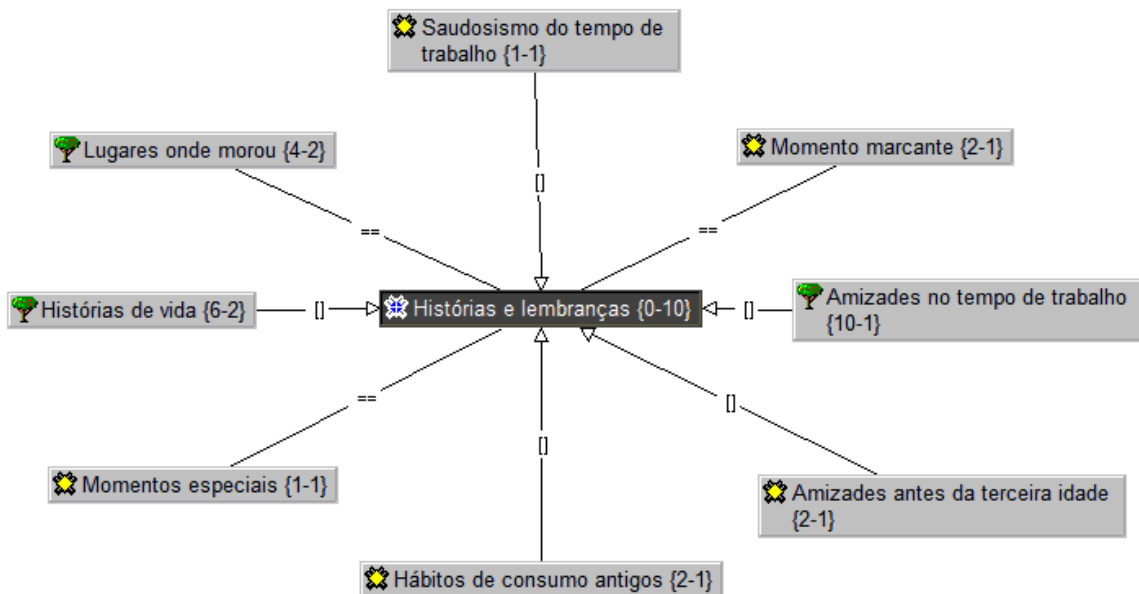 Saudosismo do tempo de
trabalho {1-1}
Lugares onde morou {4-2}
Momento marcante {2-1}
[]
==
==
Histórias de vida {6-2}
[]
Histórias e lembranças {0-10}
[]
Amizades no tempo de trabalho
{10-1}
==
[]
[]
Momentos especiais {1-1}
Amizades antes da terceira idade
{2-1}
Hábitos de consumo antigos {2-1}